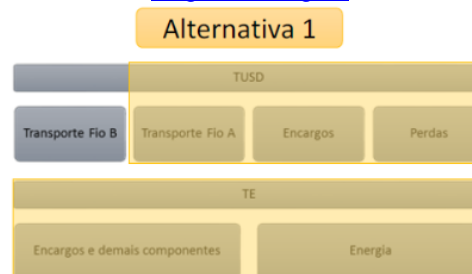 Alternativa 1
TUSD
Transporte Fio B Transporte Fio A Encargos Perdas
TE
Encargos e demais componentes Energia